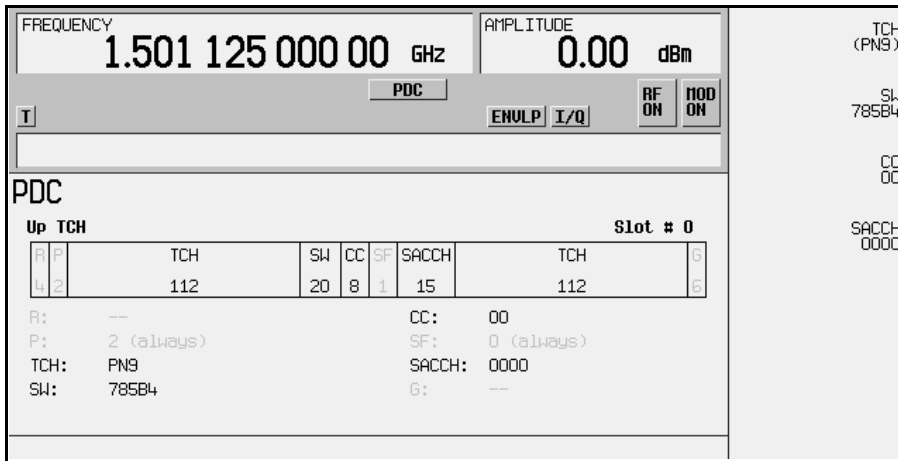 FREQUENCY
1.501 125 000 00 GHz
AMPLITUDE
0.00 dBm
PDC
RF ON
MOD ON
T
ENVLP
I/Q
PDC
Up TCH
Slot # 0
R P TCH SW CC SF SACCH TCH G
4 2 112 20 8 1 15 112 6
R: --
CC: 00
P: 2 (always)
SF: 0 (always)
TCH: PN9
SACCH: 0000
SW: 785B4
G: --
TCH
(PN9)
SW
785B4
CC
00
SACCH
0000